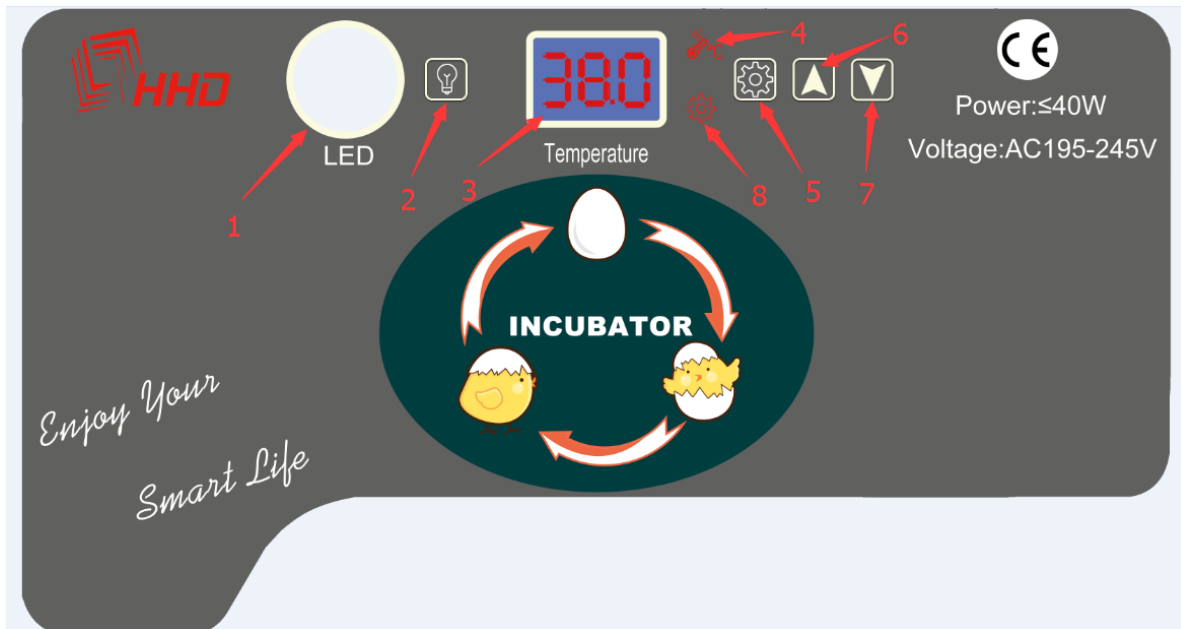 HHD
LED
38.0
Temperature
°C
CE
Power:≤40W
Voltage:AC195-245V
1
2
3
4
5
6
7
8
INCUBATOR
Enjoy Your
Smart Life